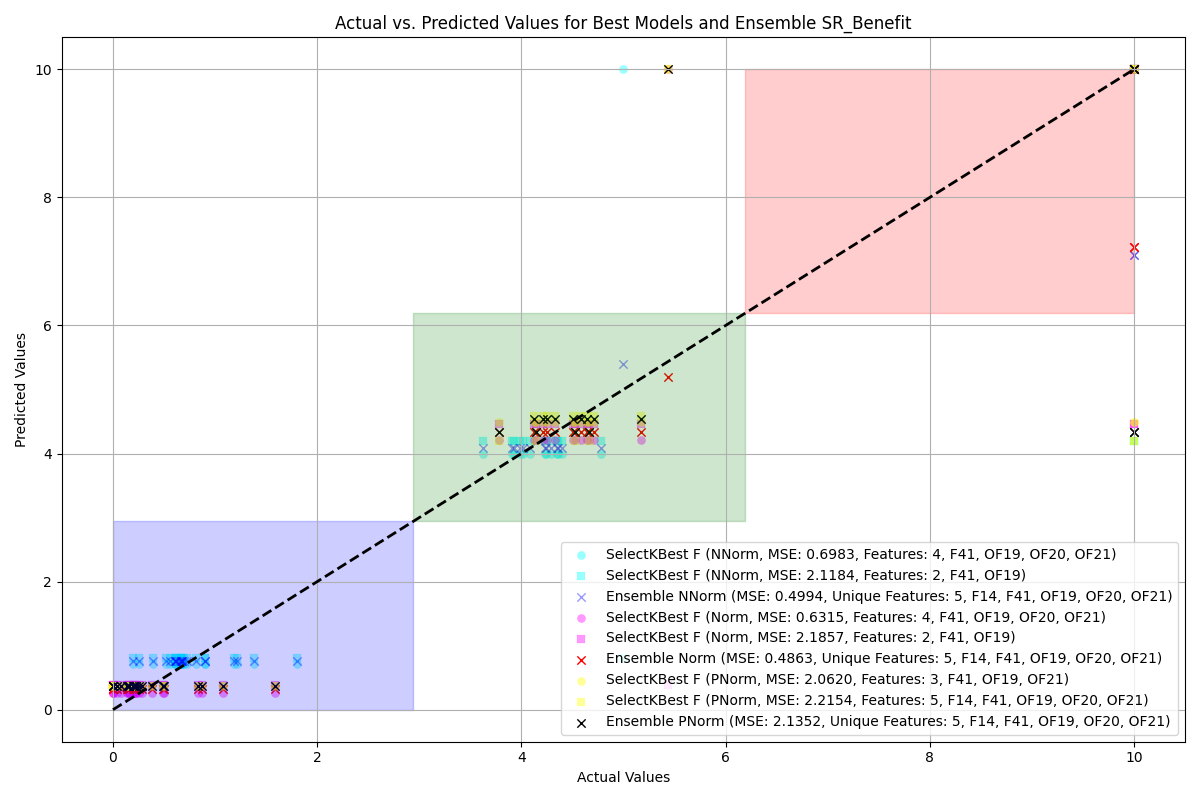 Actual vs. Predicted Values for Best Models and Ensemble SR_Benefit
Predicted Values
10
8
6
4
2
0
SelectKBest F (NNorm, MSE: 0.6983, Features: 4, F41, OF19, OF20, OF21)
SelectKBest F (NNorm, MSE: 2.1184, Features: 2, F41, OF19)
Ensemble NNorm (MSE: 0.4994, Unique Features: 5, F14, F41, OF19, OF20, OF21)
SelectKBest F (Norm, MSE: 0.6315, Features: 4, F41, OF19, OF20, OF21)
SelectKBest F (Norm, MSE: 2.1857, Features: 2, F41, OF19)
Ensemble Norm (MSE: 0.4863, Unique Features: 5, F14, F41, OF19, OF20, OF21)
SelectKBest F (PNorm, MSE: 2.0620, Features: 3, F41, OF19, OF21)
SelectKBest F (PNorm, MSE: 2.2154, Features: 5, F14, F41, OF19, OF20, OF21)
Ensemble PNorm (MSE: 2.1352, Unique Features: 5, F14, F41, OF19, OF20, OF21)
0 2 4 6 8 10
Actual Values